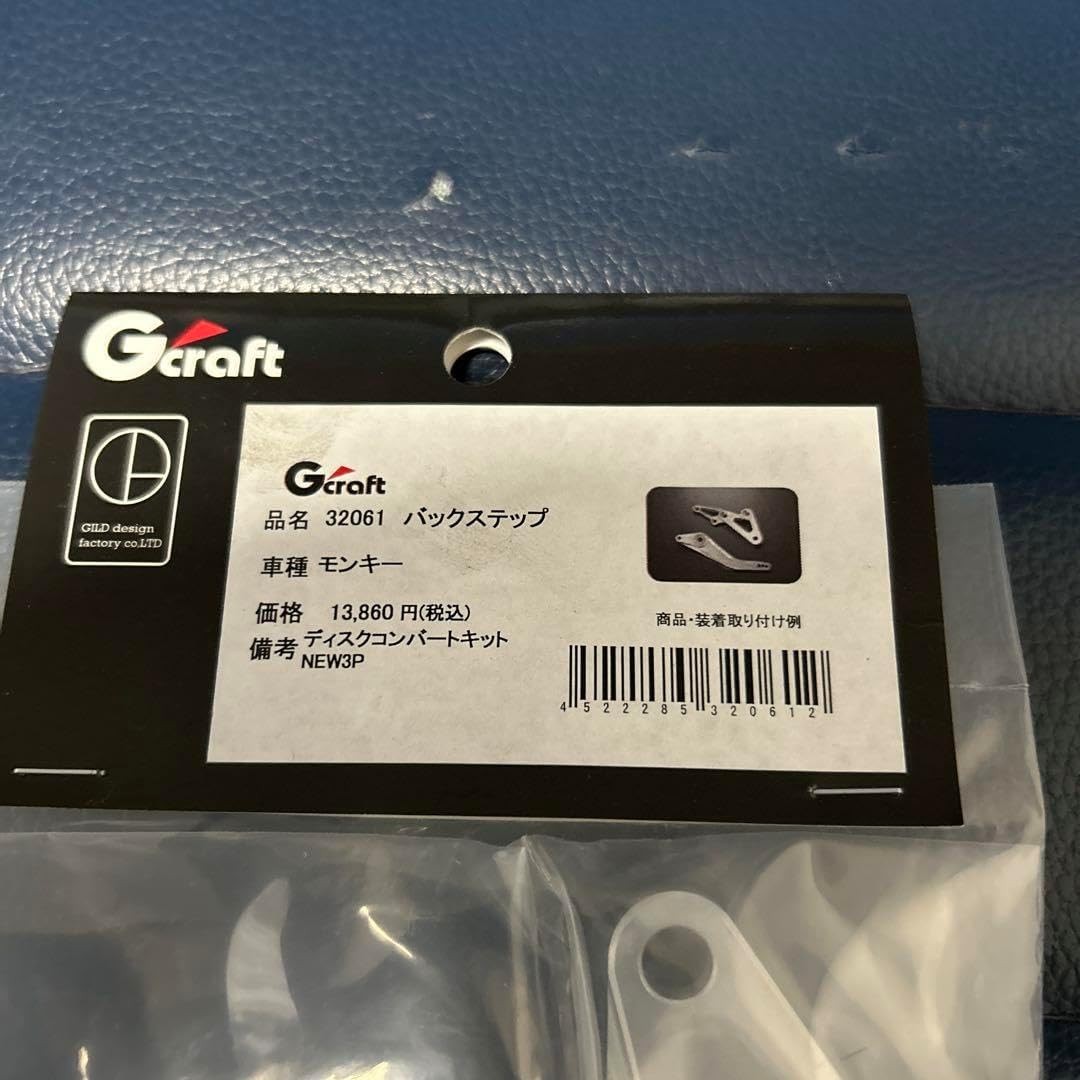 Gcraft
GILD design
factory co.LTD
Gcraft
品名 32061 バックステップ
車種 モンキー
価格 13,860 円(税込)
備考 ディスクコンバートキット
NEW3P
商品・装着取り付け例
4522285320612